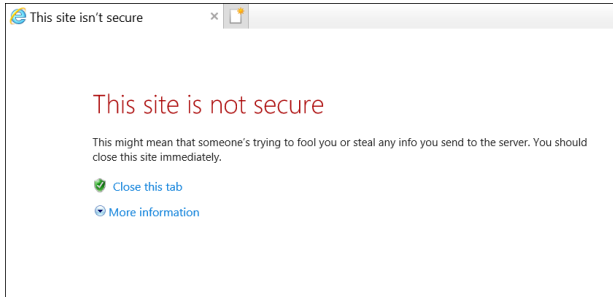 This site isn't secure
This site is not secure
This might mean that someone's trying to fool you or steal any info you send to the server. You should
close this site immediately.
Close this tab
More information